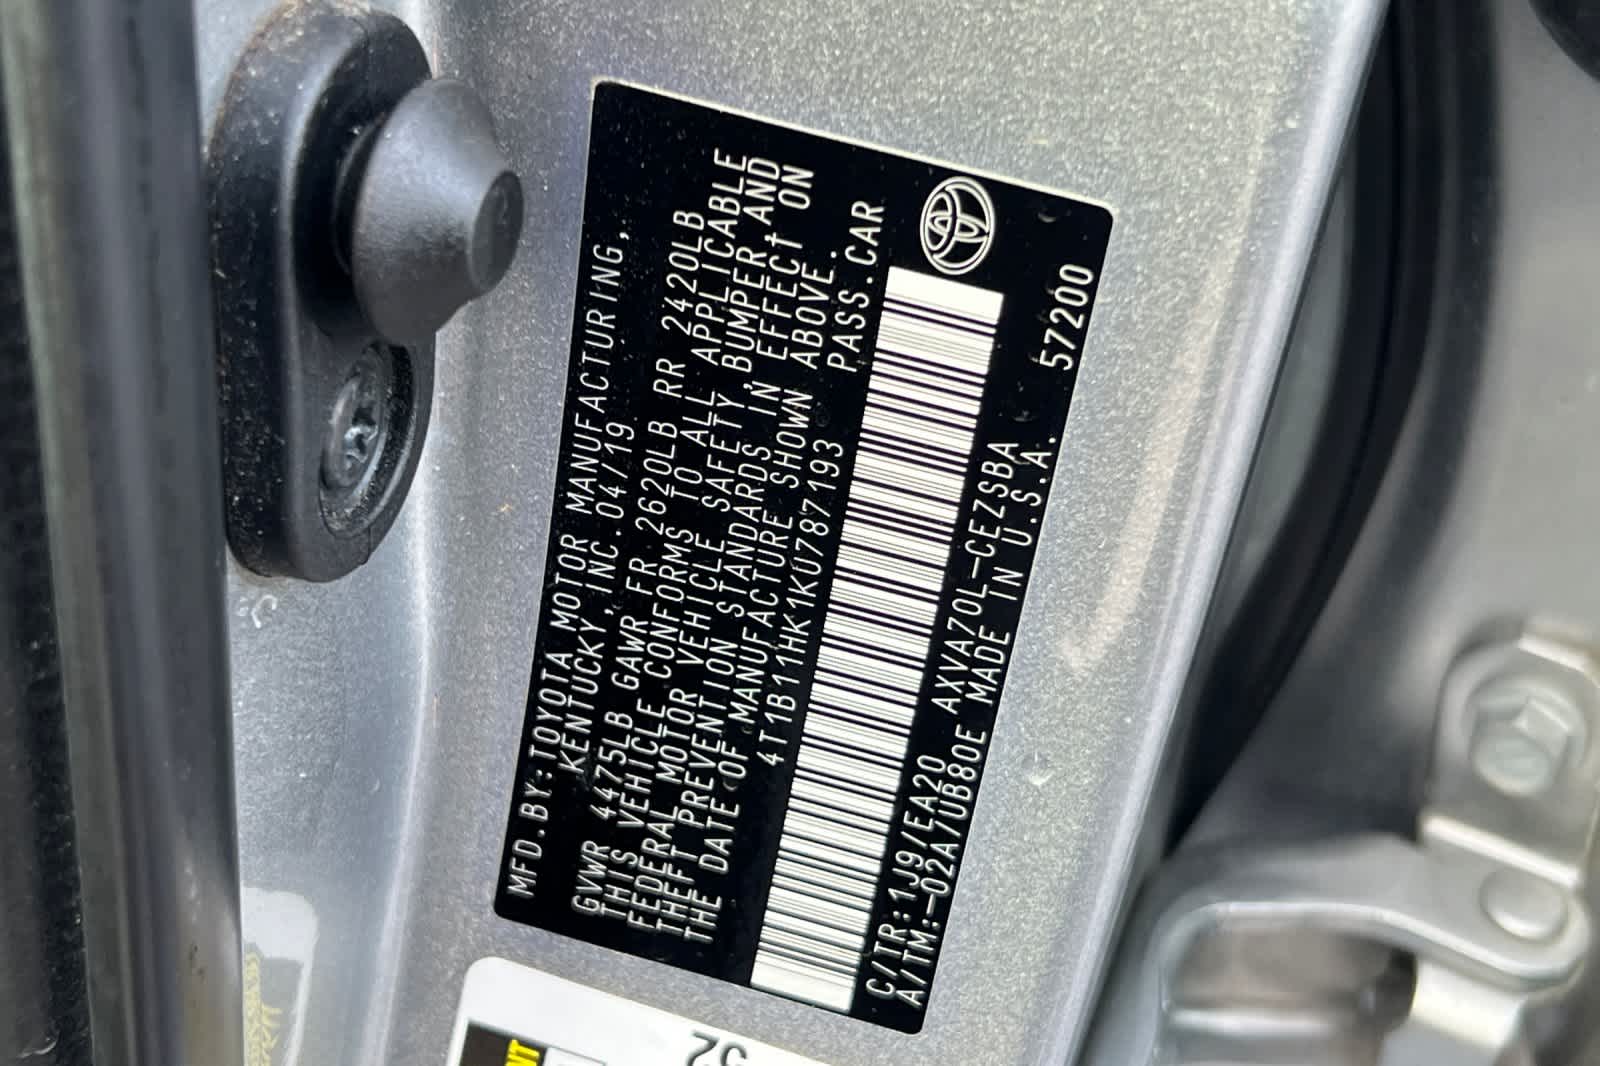 MFD.BY:TOYOTA MOTOR MANUFACTURING,
KENTUCKY,INC.04/19
GVWR 4475LB GAWR FR 2620LB RR 2420LB
THIS VEHICLE CONFORMS TO ALL APPLICABLE
FEDERAL MOTOR VEHICLE SAFETY,BUMPER AND
THEFT PREVENTION STANDARDS IN EFFECT ON
THE DATE OF MANUFACTURE SHOWN ABOVE.
4T1B11HK1KU787193 PASS.CAR
C/TR:1J9/EA20 AXVA70L-CEZSBA 57200
A/TM:-02A/UB80E MADE IN U.S.A.
52